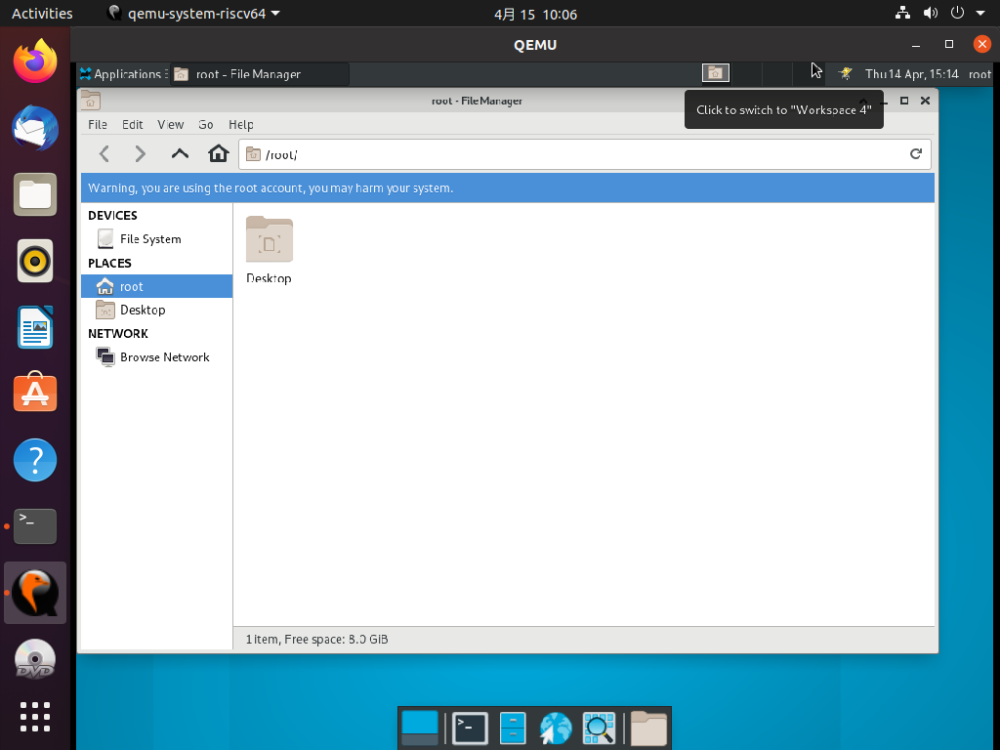 Activities qemu-system-riscv64 4月 15 10:06
QEMU
Applications root - File Manager Thu 14 Apr, 15:14 root
root - File Manager
Click to switch to "Workspace 4"
File Edit View Go Help
/root/
Warning, you are using the root account, you may harm your system.
DEVICES
File System
PLACES
root
Desktop
NETWORK
Browse Network
Desktop
1 item, Free space: 8.0 GiB
>_
?
DVD
>_